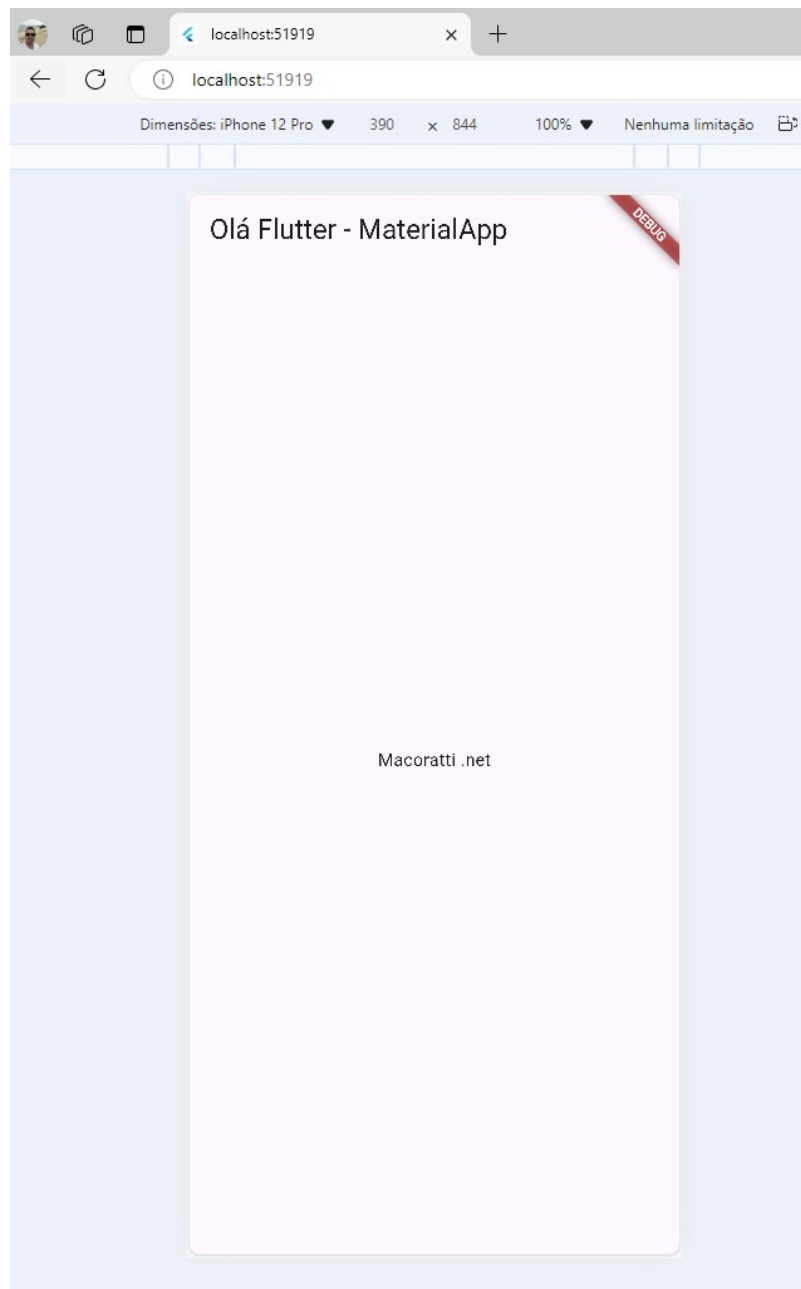 localhost:51919
localhost:51919
Dimensões: iPhone 12 Pro 390 x 844 100% Nenhuma limitação
Olá Flutter - MaterialApp
DEBUG
Macoratti .net